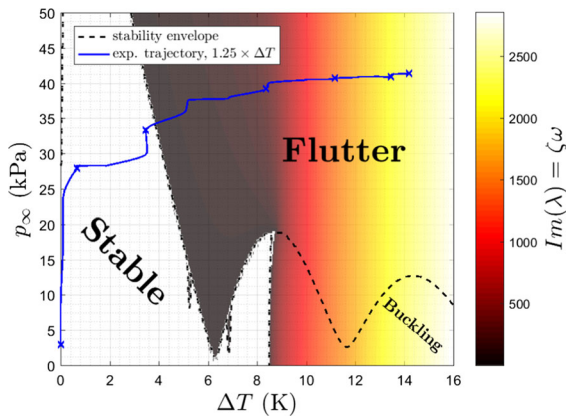 50
45
40
35
30
25
20
15
10
5
0
p∞ (kPa)
stability envelope
exp. trajectory, 1.25 × ΔT
Flutter
Stable
Buckling
0 2 4 6 8 10 12 14 16
ΔT (K)
2500
2000
1500
1000
500
Im(λ) = ζω